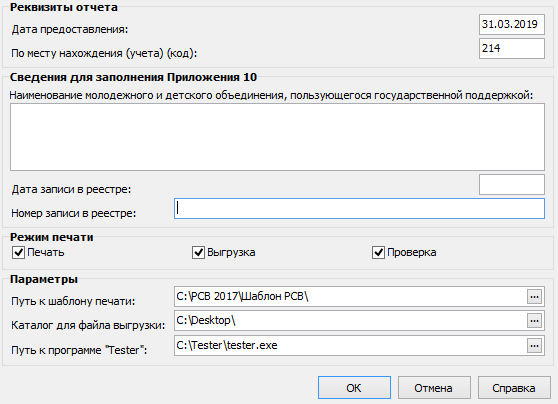 Реквизиты отчета
Дата предоставления: 31.03.2019
По месту нахождения (учета) (код): 214
Сведения для заполнения Приложения 10
Наименование молодежного и детского объединения, пользующегося государственной поддержкой:
Дата записи в реестре:
Номер записи в реестре:
Режим печати
Печать Выгрузка Проверка
Параметры
Путь к шаблону печати: C:\РСВ 2017\Шаблон РСВ\ ...
Каталог для файла выгрузки: C:\Desktop\ ...
Путь к программе "Tester": C:\Tester\tester.exe ...
ОК Отмена Справка